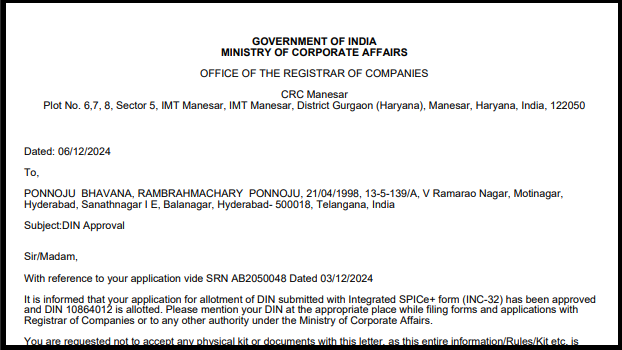 GOVERNMENT OF INDIA
MINISTRY OF CORPORATE AFFAIRS
OFFICE OF THE REGISTRAR OF COMPANIES
CRC Manesar
Plot No. 6,7, 8, Sector 5, IMT Manesar, IMT Manesar, District Gurgaon (Haryana), Manesar, Haryana, India, 122050
Dated: 06/12/2024
To,
PONNOJU  BHAVANA, RAMBRAHMACHARY  PONNOJU, 21/04/1998, 13-5-139/A, V Ramarao Nagar, Motinagar,
Hyderabad, Sanathnagar I E, Balanagar, Hyderabad- 500018, Telangana, India
Subject:DIN Approval
Sir/Madam,
With reference to your application vide SRN AB2050048 Dated 03/12/2024
It is informed that your application for allotment of DIN submitted with Integrated SPICe+ form (INC-32) has been approved
and DIN 10864012 is allotted. Please mention your DIN at the appropriate place while filing forms and applications with
Registrar of Companies or to any other authority under the Ministry of Corporate Affairs.
You are requested not to accept any physical kit or documents with this letter, as this entire information/Rules/Kit etc. is